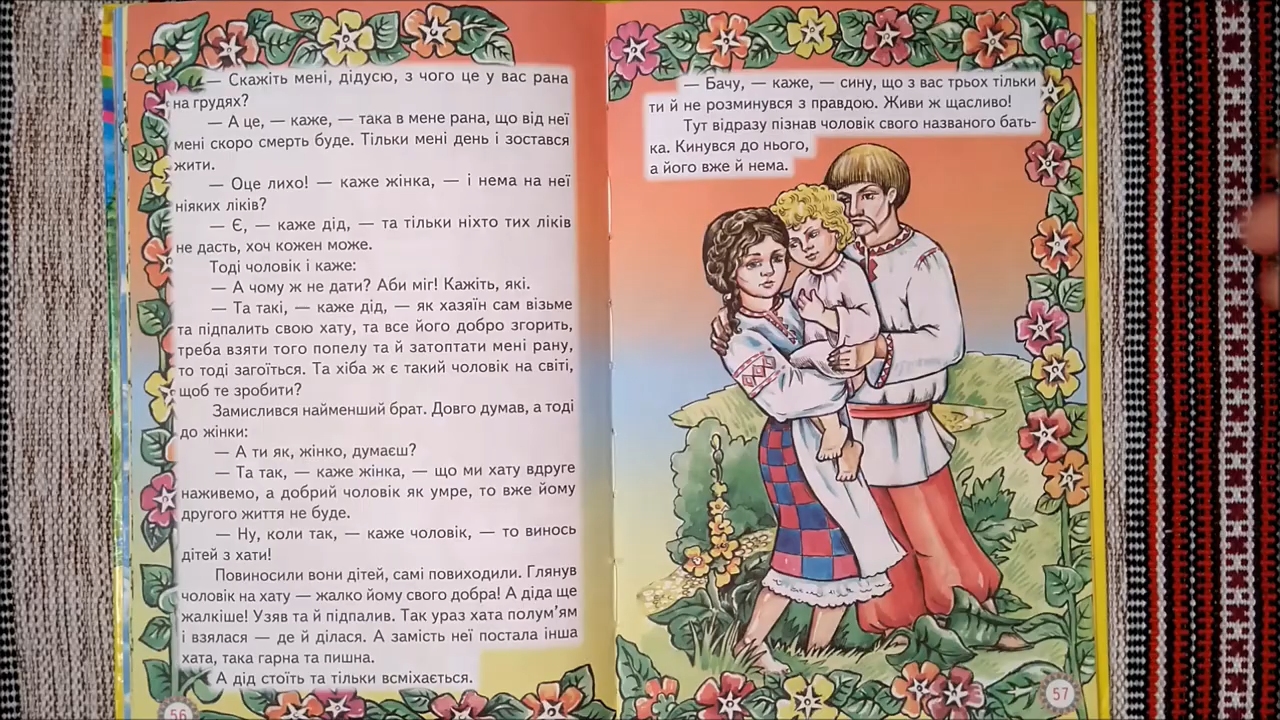 — Скажіть мені, дідусю, з чого це у вас рана
на грудях?
— А це, — каже, — така в мене рана, що від неї
мені скоро смерть буде. Тільки мені день і зостався
жити.
— Оце лихо! — каже жінка, — і нема на неї
ніяких ліків?
— Є, — каже дід, — та тільки ніхто тих ліків
не дасть, хоч кожен може.
Тоді чоловік і каже:
— А чому ж не дати? Аби міг! Кажіть, які.
— Та такі, — каже дід, — як хазяїн сам візьме
та підпалить свою хату, та все його добро згорить,
треба взяти того попелу та й затоптати мені рану,
то тоді загоїться. Та хіба ж є такий чоловік на світі,
щоб те зробити?
Замислився найменший брат. Довго думав, а тоді
до жінки:
— А ти як, жінко, думаєш?
— Та так, — каже жінка, — що ми хату вдруге
наживемо, а добрий чоловік як умре, то вже йому
другого життя не буде.
— Ну, коли так, — каже чоловік, — то винось
дітей з хати!
Повиносили вони дітей, самі повіходили. Глянув
чоловік на хату — жалко йому свого добра! А діда ще
жалкіше! Узяв та й підпалив. Так ураз хата полум’ям
і взялася — де й ділася. А замість неї постала інша
хата, така гарна та пишна.
А дід стоїть та тільки всміхається.
56
— Бачу, — каже, — сину, що з вас трьох тільки
ти й не розминувся з правдою. Живи ж щасливо!
Тут відразу пізнав чоловік свого названого бать-
ка. Кинувся до нього,
а його вже й нема.
57